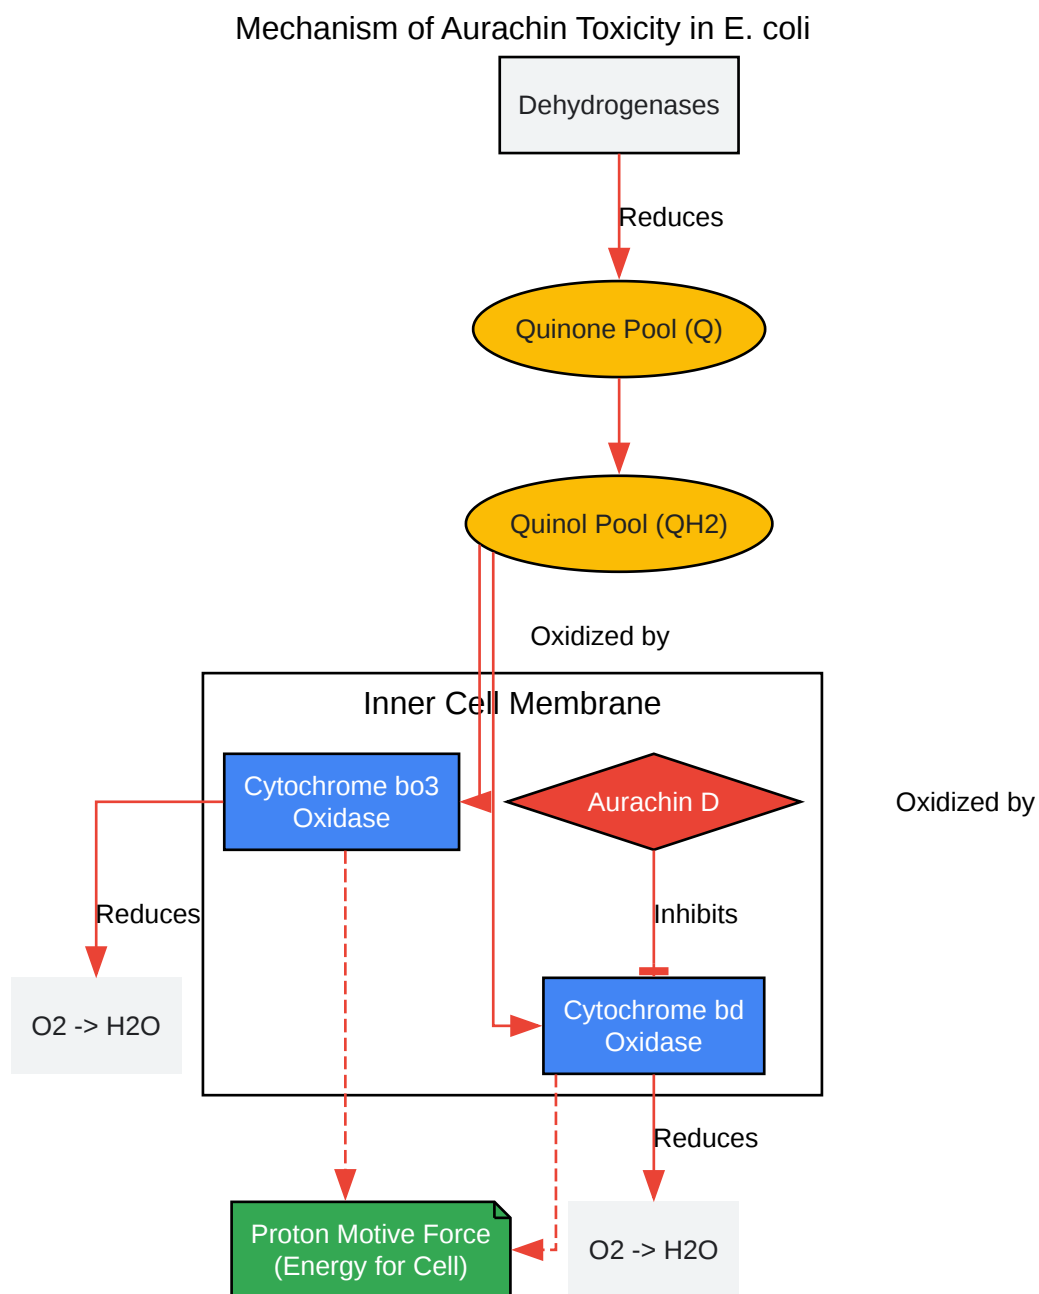 Mechanism of Aurachin Toxicity in E. coli
Dehydrogenases
Reduces
Quinone Pool (Q)
Quinol Pool (QH2)
Oxidized by
Inner Cell Membrane
Cytochrome bo3
Oxidase
Aurachin D
Oxidized by
Reduces
Inhibits
O2 -> H2O
Cytochrome bd
Oxidase
Reduces
Proton Motive Force
(Energy for Cell)
O2 -> H2O